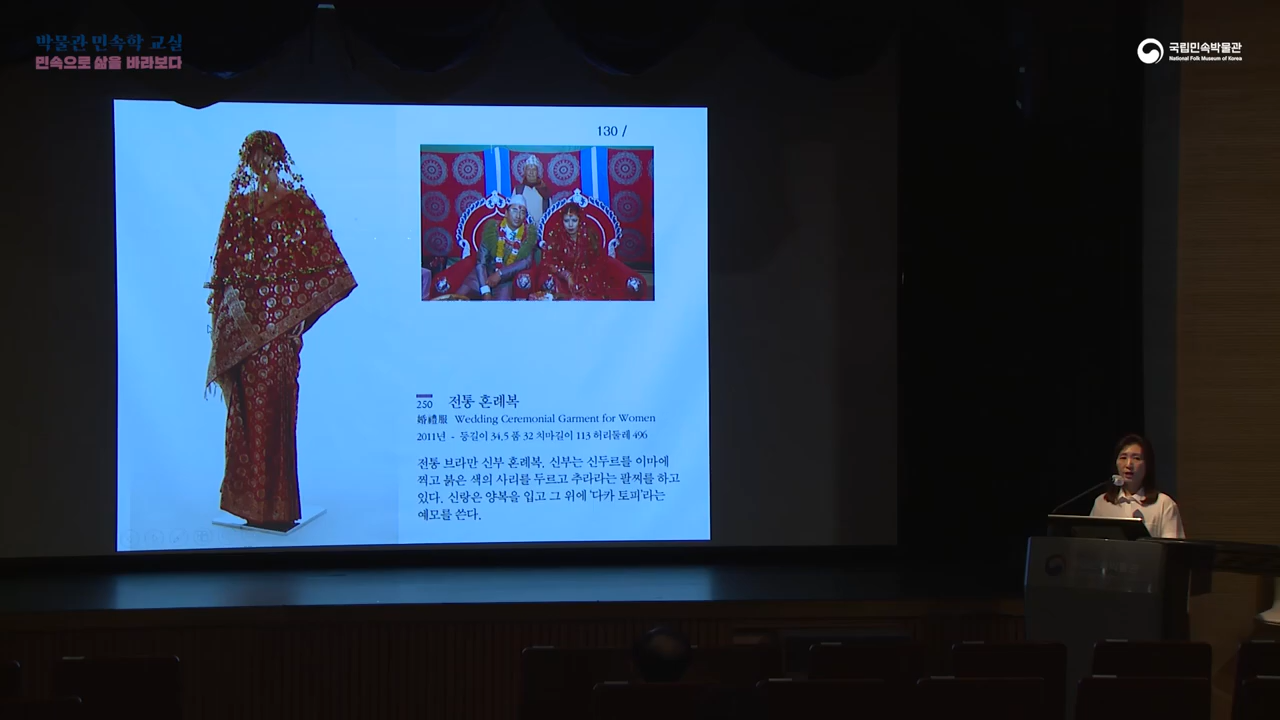 박물관 민속학 교실
민속으로 삶을 바라보다
국립민속박물관
National Folk Museum of Korea
130 /
250 전통 혼례복
婚禮服 Wedding Ceremonial Garment for Women
2011년 - 등길이 34.5 품 32 치마길이 113 허리둘레 496
전통 브라만 신부 혼례복. 신부는 신두르를 이마에
찍고 붉은 색의 사리를 두르고 추라라는 팔찌를 하고
있다. 신랑은 양복을 입고 그 위에 '다카 토피'라는
예모를 쓴다.